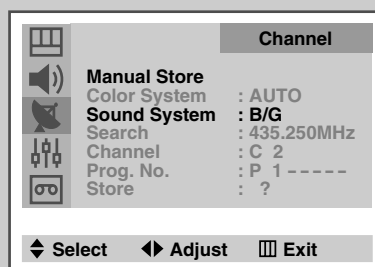 Channel
Manual Store
Color System : AUTO
Sound System : B/G
Search : 435.250MHz
Channel : C 2
Prog. No. : P 1 -----
Store : ?
Select Adjust Exit